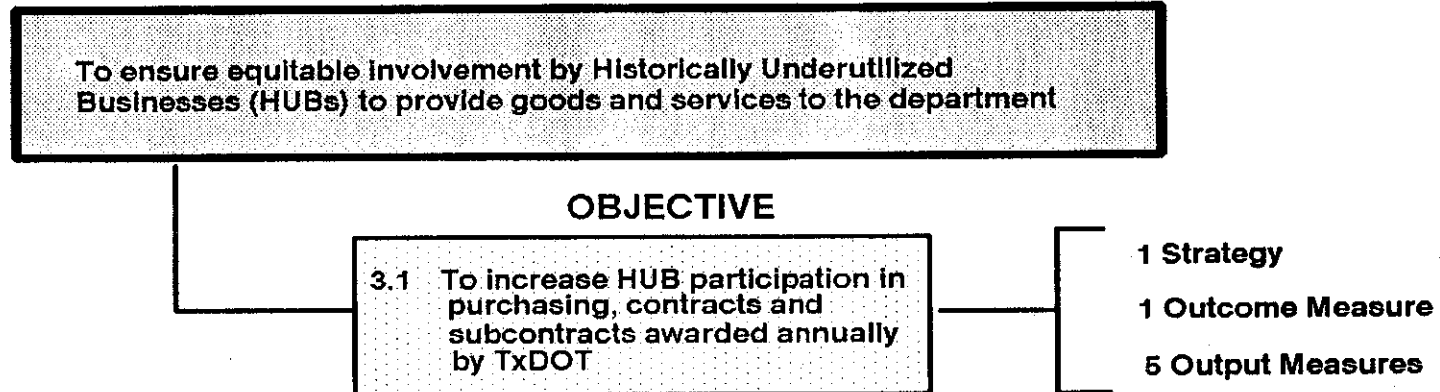 To ensure equitable involvement by Historically Underutilized
Businesses (HUBs) to provide goods and services to the department
OBJECTIVE
3.1 To increase HUB participation in
purchasing, contracts and
subcontracts awarded annually
by TxDOT
1 Strategy
1 Outcome Measure
5 Output Measures